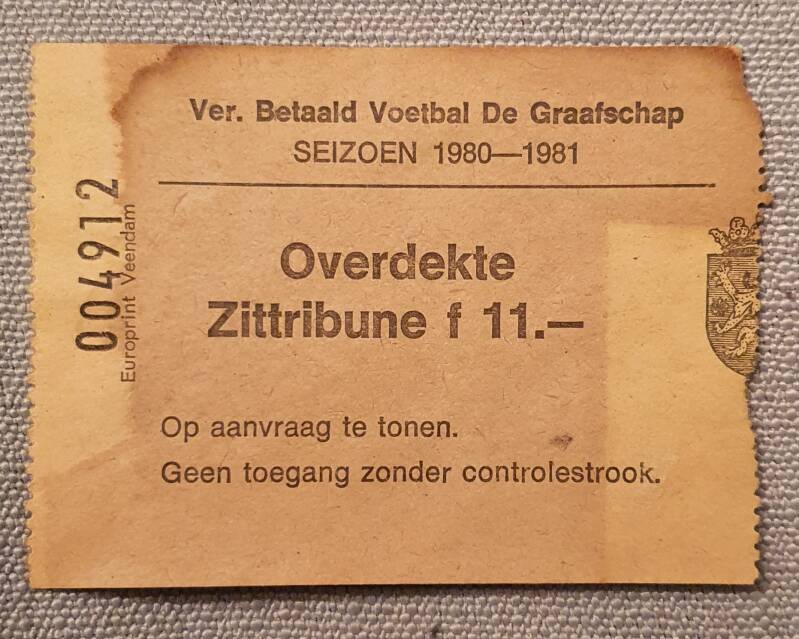 Ver. Betaald Voetbal De Graafschap
SEIZOEN 1980—1981
Overdekte
Zittribune f 11.—
Op aanvraag te tonen.
Geen toegang zonder controlestrook.
004912
Europrint Veendam